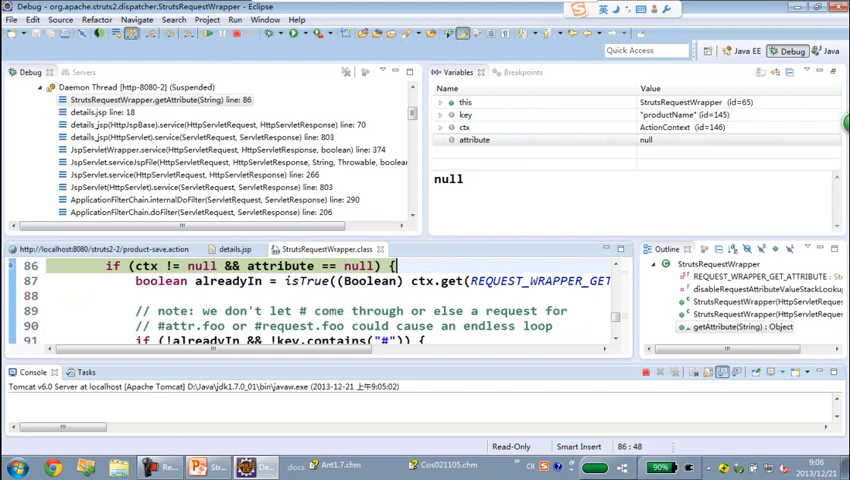 Debug - org.apache.struts2.dispatcher.StrutsRequestWrapper - Eclipse
英
File Edit Source Refactor Navigate Search Project Run Window Help
Quick Access
Java EE
Debug
Java
Debug
Servers
Daemon Thread [http-8080-2] (Suspended)
StrutsRequestWrapper.getAttribute(String) line: 86
details.jsp line: 18
details_jsp(HttpJspBase).service(HttpServletRequest, HttpServletResponse) line: 70
details_jsp(HttpServlet).service(ServletRequest, ServletResponse) line: 803
JspServletWrapper.service(HttpServletRequest, HttpServletResponse, boolean) line: 374
JspServlet.serviceJspFile(HttpServletRequest, HttpServletResponse, String, Throwable, boolean)
JspServlet.service(HttpServletRequest, HttpServletResponse) line: 266
JspServlet(HttpServlet).service(ServletRequest, ServletResponse) line: 803
ApplicationFilterChain.internalDoFilter(ServletRequest, ServletResponse) line: 290
ApplicationFilterChain.doFilter(ServletRequest, ServletResponse) line: 206
Variables
Breakpoints
Name Value
this StrutsRequestWrapper (id=65)
key "productName" (id=145)
ctx ActionContext (id=146)
attribute null
null
http://localhost:8080/struts2-2/product-save.action
details.jsp
StrutsRequestWrapper.class
86 if (ctx != null && attribute == null) {
87 boolean alreadyIn = isTrue((Boolean) ctx.get(REQUEST_WRAPPER_GET
88
89 // note: we don't let # come through or else a request for
90 // #attr.foo or #request.foo could cause an endless loop
91 if (!alreadyIn && !key.contains("#")) {
Outline
StrutsRequestWrapper
REQUEST_WRAPPER_GET_ATTRIBUTE
disableRequestAttributeValueStackLookup
StrutsRequestWrapper(HttpServletReq
StrutsRequestWrapper(HttpServletReq
getAttribute(String) : Object
Console
Tasks
Tomcat v6.0 Server at localhost [Apache Tomcat] D:\Java\jdk1.7.0_01\bin\javaw.exe (2013-12-21 上午9:05:02)
Read-Only
Smart Insert
86 : 48
Re...
Str...
De...
docs
Ant1.7.chm
Cos021105.chm
»
CH
90%
9:06
2013/12/21